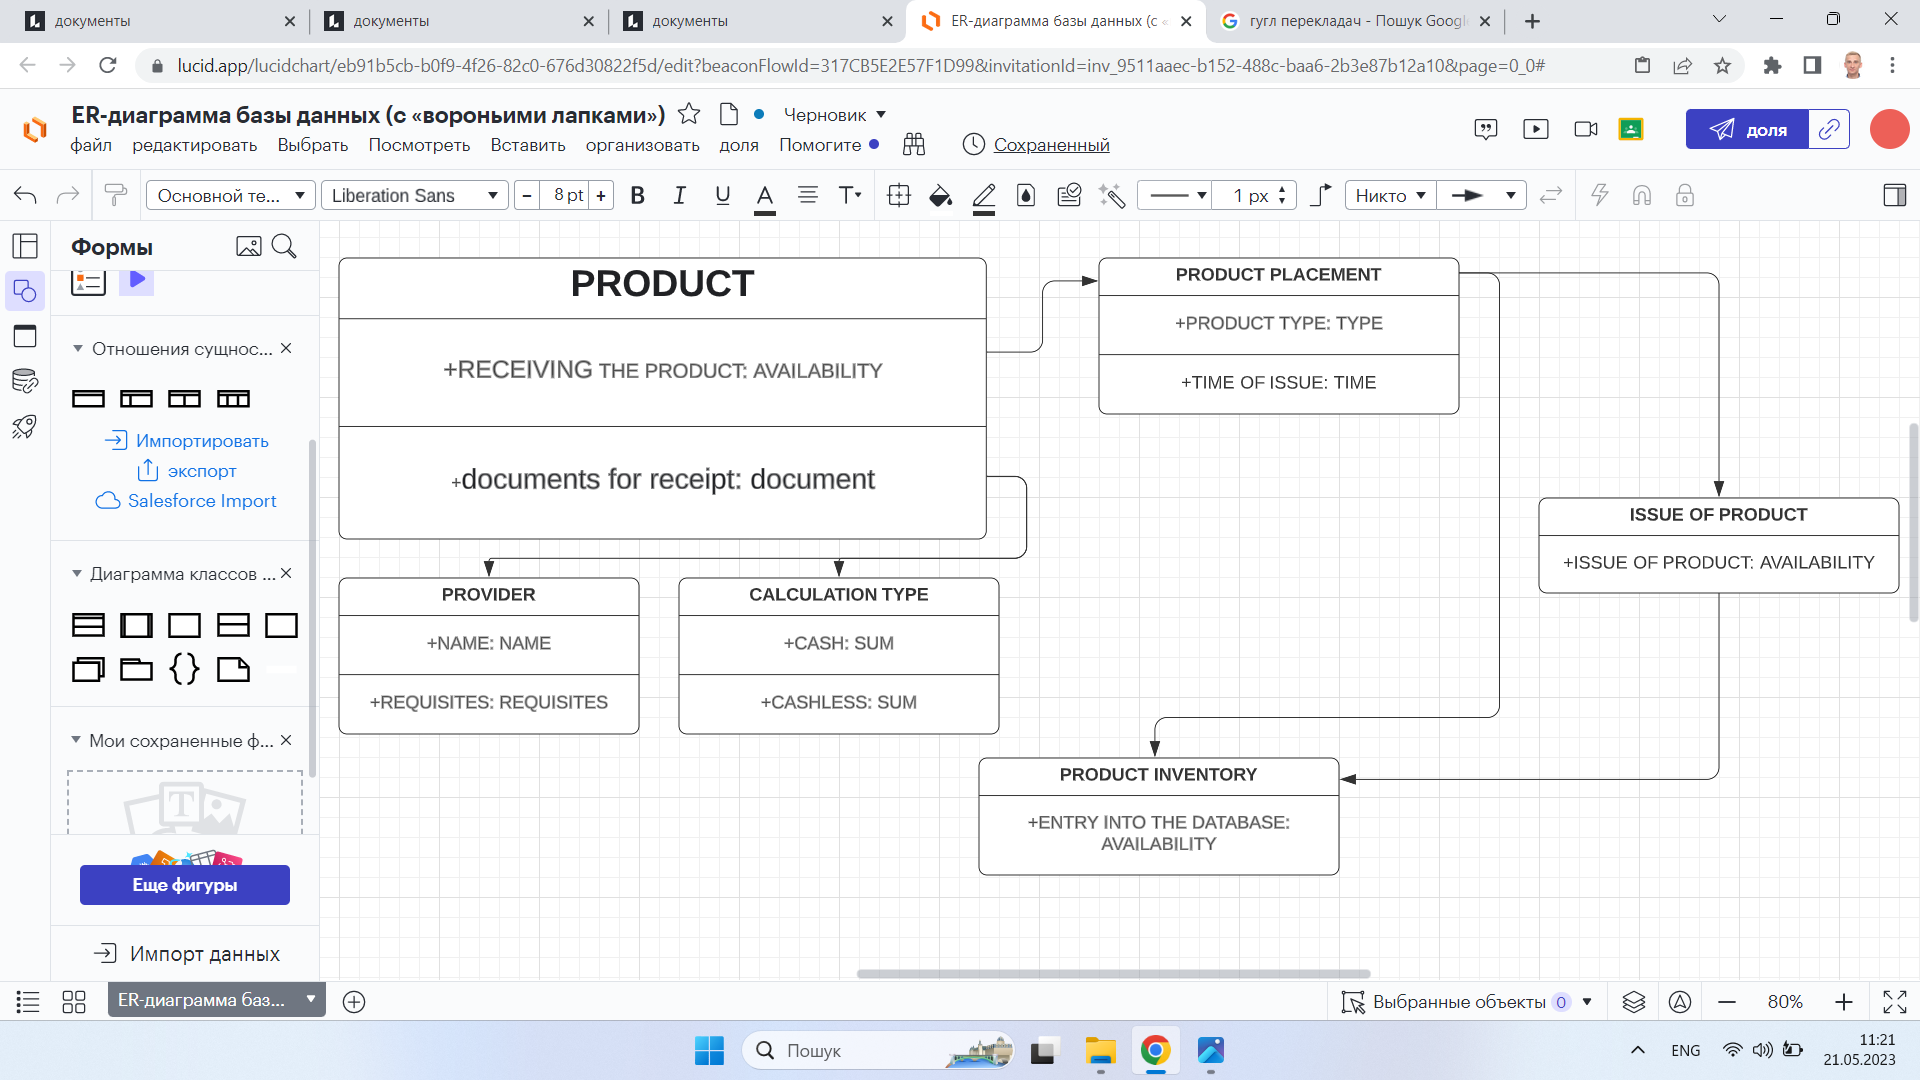 документы
документы
документы
ER-диаграмма базы данных (с «
гугл перекладач - Пошук Googl
lucid.app/lucidchart/eb91b5cb-b0f9-4f26-82c0-676d30822f5d/edit?beaconFlowId=317CB5E2E57F1D99&invitationId=inv_9511aaec-b152-488c-baa6-2b3e87b12a10&page=0_0#
ER-диаграмма базы данных (с «вороньими лапками»)
Черновик
файл редактировать Выбрать Посмотреть Вставить организовать доля Помогите
Сохраненный
доля
Основной те...
Liberation Sans
− 8 pt +
B I U A T
1 px
Никто
Формы
Отношения сущнос...
Импортировать
экспорт
Salesforce Import
Диаграмма классов ...
Мои сохраненные ф...
T
Еще фигуры
Импорт данных
PRODUCT
+RECEIVING THE PRODUCT: AVAILABILITY
+documents for receipt: document
PRODUCT PLACEMENT
+PRODUCT TYPE: TYPE
+TIME OF ISSUE: TIME
ISSUE OF PRODUCT
+ISSUE OF PRODUCT: AVAILABILITY
PROVIDER
+NAME: NAME
+REQUISITES: REQUISITES
CALCULATION TYPE
+CASH: SUM
+CASHLESS: SUM
PRODUCT INVENTORY
+ENTRY INTO THE DATABASE:
AVAILABILITY
ER-диаграмма баз...
Выбранные объекты 0
80%
Пошук
ENG
11:21
21.05.2023